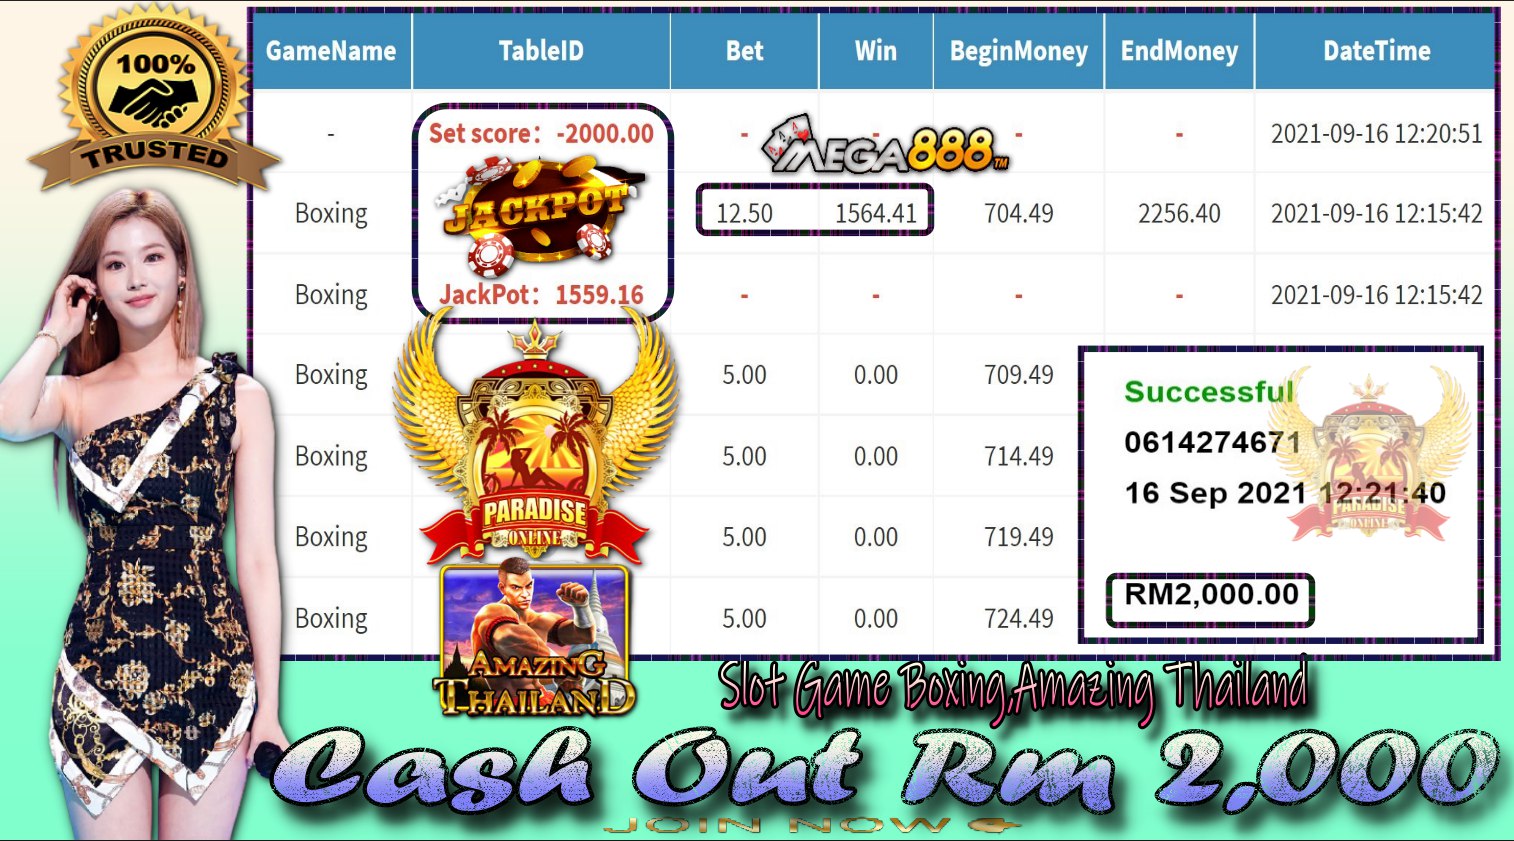 100%
TRUSTED
GameName TableID Bet Win BeginMoney EndMoney DateTime
- Set score: -2000.00 - - - - 2021-09-16 12:20:51
MEGA888 TM
Boxing 12.50 1564.41 704.49 2256.40 2021-09-16 12:15:42
JACKPOT
Boxing JackPot: 1559.16 - - - - 2021-09-16 12:15:42
Boxing 5.00 0.00 709.49
Boxing 5.00 0.00 714.49
Boxing 5.00 0.00 719.49
Boxing 5.00 0.00 724.49
PARADISE
ONLINE
AMAZING
THAILAND
Successful
0614274671
16 Sep 2021 12:21:40
PARADISE
ONLINE
RM2,000.00
Slot Game Boxing,Amazing Thailand
Cash Out Rm 2,000
JOIN NOW